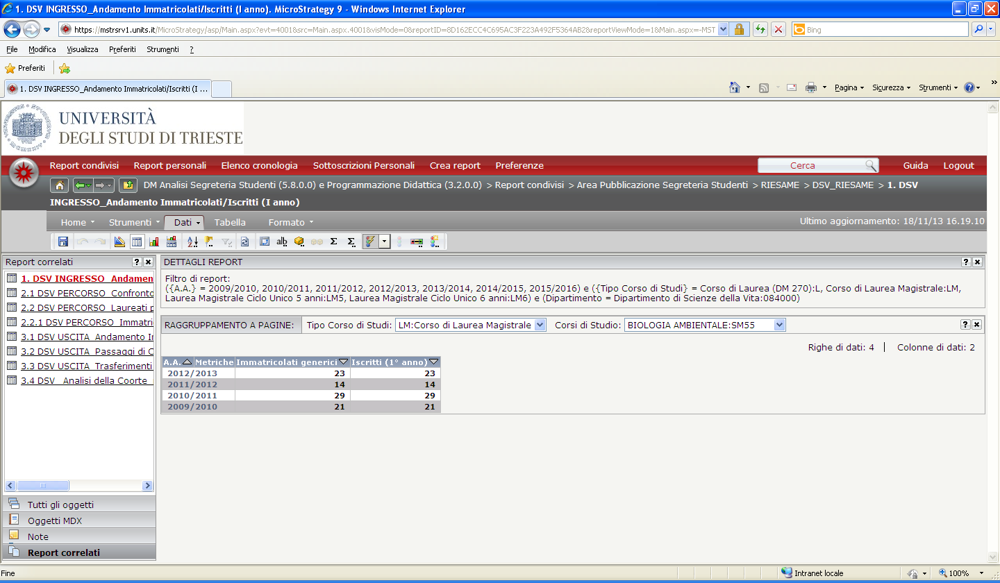 1. DSV INGRESSO_Andamento Immatricolati/Iscritti (I anno). MicroStrategy 9 - Windows Internet Explorer
https://mstrsrv1.units.it/MicroStrategy/asp/Main.aspx?evt=4001&src=Main.aspx.4001&visMode=0&reportID=8D162ECC4C695AC3F223A492F5364AB2&reportViewMode=1&Main.aspx=-MST
Bing
File Modifica Visualizza Preferiti Strumenti ?
Preferiti
1. DSV INGRESSO_Andamento Immatricolati/Iscritti (I ...
Pagina Sicurezza Strumenti
UNIVERSITÀ
DEGLI STUDI DI TRIESTE
Report condivisi Report personali Elenco cronologia Sottoscrizioni Personali Crea report Preferenze Cerca Guida Logout
DM Analisi Segreteria Studenti (5.8.0.0) e Programmazione Didattica (3.2.0.0) > Report condivisi > Area Pubblicazione Segreteria Studenti > RIESAME > DSV_RIESAME > 1. DSV
INGRESSO_Andamento Immatricolati/Iscritti (I anno)
Home Strumenti Dati Tabella Formato Ultimo aggiornamento: 18/11/13 16.19.10
Report correlati
1. DSV INGRESSO_Andamen
2.1 DSV PERCORSO_Confronto
2.2 DSV PERCORSO_Laureati p
2.2.1 DSV PERCORSO_Immatri
3.1 DSV USCITA_Andamento I
3.2 DSV USCITA_Passaggi di C
3.3 DSV USCITA_Trasferimenti
3.4 DSV _Analisi della Coorte
Tutti gli oggetti
Oggetti MDX
Note
Report correlati
DETTAGLI REPORT
Filtro di report:
({A.A.} = 2009/2010, 2010/2011, 2011/2012, 2012/2013, 2013/2014, 2014/2015, 2015/2016) e ({Tipo Corso di Studi} = Corso di Laurea (DM 270):L, Corso di Laurea Magistrale:LM,
Laurea Magistrale Ciclo Unico 5 anni:LM5, Laurea Magistrale Ciclo Unico 6 anni:LM6) e (Dipartimento = Dipartimento di Scienze della Vita:084000)
RAGGRUPPAMENTO A PAGINE: Tipo Corso di Studi: LM:Corso di Laurea Magistrale Corsi di Studio: BIOLOGIA AMBIENTALE:SM55
Righe di dati: 4 | Colonne di dati: 2
A.A. Metriche Immatricolati generici Iscritti (1° anno)
2012/2013 23 23
2011/2012 14 14
2010/2011 29 29
2009/2010 21 21
Fine Intranet locale 100%